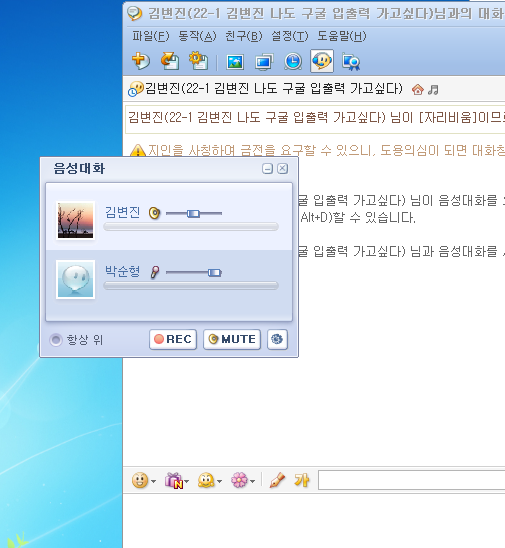 김변진(22-1 김변진 나도 구굴 입출력 가고싶다)님과의 대화
파일(F) 동작(A) 친구(B) 설정(T) 도움말(H)
김변진(22-1 김변진 나도 구굴 입출력 가고싶다)
김변진(22-1 김변진 나도 구굴 입출력 가고싶다) 님이 [자리비움]이므로
지인을 사칭하여 금전을 요구할 수 있으니, 도용의심이 되면 대화창
굴 입출력 가고싶다) 님이 음성대화를
Alt+D)할 수 있습니다.
굴 입출력 가고싶다) 님과 음성대화를
음성대화
김변진
박순형
항상 위 REC MUTE
가